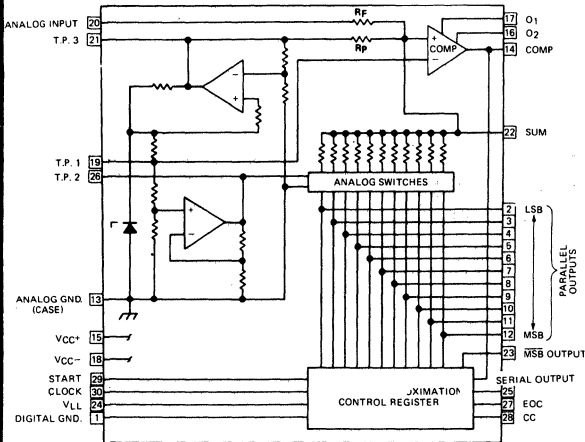 ANALOG INPUT 20
T.P. 3 21
RF
RP
+
−
COMP
17 O1
16 O2
14 COMP
−
+
22 SUM
T.P. 1 19
T.P. 2 26
ANALOG SWITCHES
+
−
2 LSB
3
4
5
6
7
8
9
10
11
12 MSB
PARALLEL
OUTPUTS
ANALOG GND. 13
(CASE)
VCC+ 15
VCC− 18
23 MSB OUTPUT
START 29
CLOCK 30
VLL 24
DIGITAL GND. 1
CONTROL REGISTER
SERIAL OUTPUT
25
27 EOC
28 CC